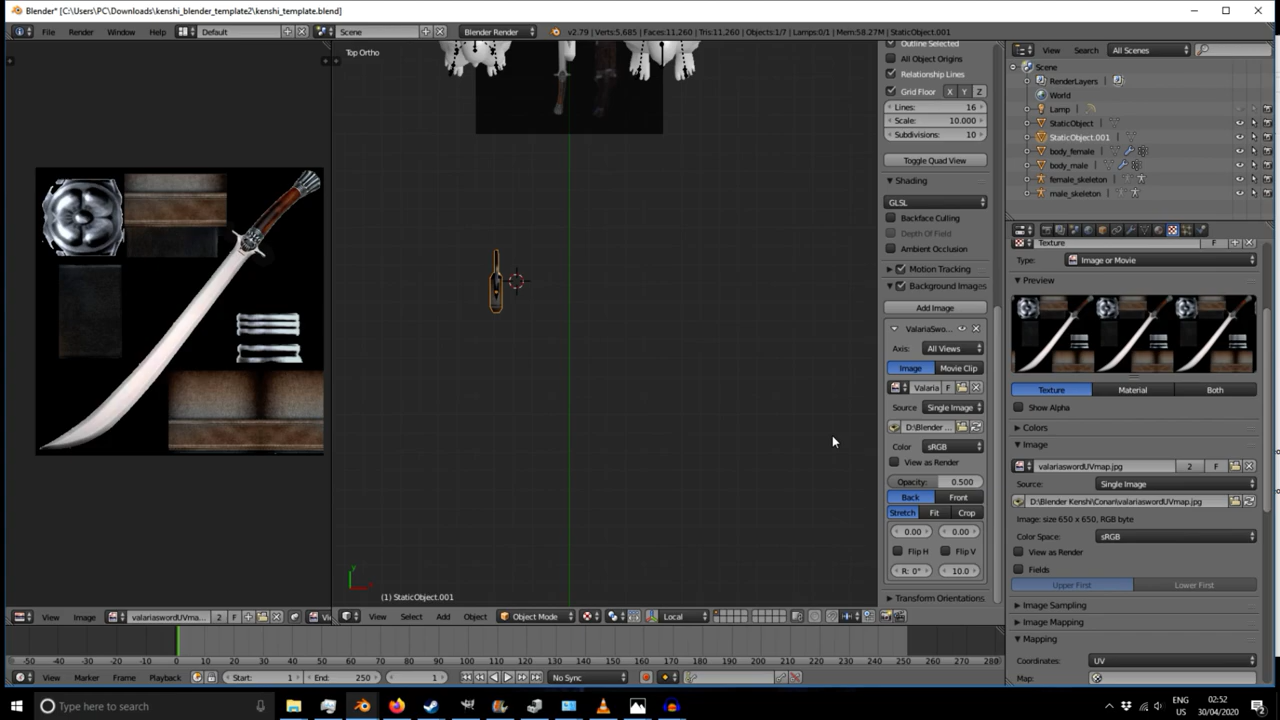 Blender* [C:\Users\PC\Downloads\kenshi_blender_template2\kenshi_template.blend]
File Render Window Help Default Scene Blender Render v2.79 | Verts:5,685 | Faces:11,260 | Tris:11,260 | Objects:1/7 | Lamps:0/1 | Mem:58.27M | StaticObject.001
Top Ortho
(1) StaticObject.001
Outline Selected
All Object Origins
Relationship Lines
Grid Floor X Y Z
Lines: 16
Scale: 10.000
Subdivisions: 10
Toggle Quad View
Shading
GLSL
Backface Culling
Depth Of Field
Ambient Occlusion
Motion Tracking
Background Images
Add Image
ValariaSwo...
Axis: All Views
Image Movie Clip
Valaria F
Source Single Image
D:\Blender ...
Color sRGB
View as Render
Opacity: 0.500
Back Front
Stretch Fit Crop
0.00 0.00
Flip H Flip V
R: 0° 10.0
Transform Orientations
View Search All Scenes
Scene
RenderLayers
World
Lamp
StaticObject
StaticObject.001
body_female
body_male
female_skeleton
male_skeleton
Texture F
Type: Image or Movie
Preview
Texture Material Both
Show Alpha
Colors
Image
valariaswordUVmap.jpg 2 F
Source: Single Image
D:\Blender Kenshi\Conan\valariaswordUVmap.jpg
Image: size 650 x 650, RGB byte
Color Space: sRGB
View as Render
Fields
Upper First Lower First
Image Sampling
Image Mapping
Mapping
Coordinates: UV
Map:
View Image valariaswordUVma... 2 F Vi
View Select Add Object Object Mode Local
-50 -40 -30 -20 -10 0 10 20 30 40 50 60 70 80 90 100 110 120 130 140 150 160 170 180 190 200 210 220 230 240 250 260 270 280
View Marker Frame Playback Start: 1 End: 250 1 No Sync
Type here to search
ENG
US
02:52
30/04/2020
2